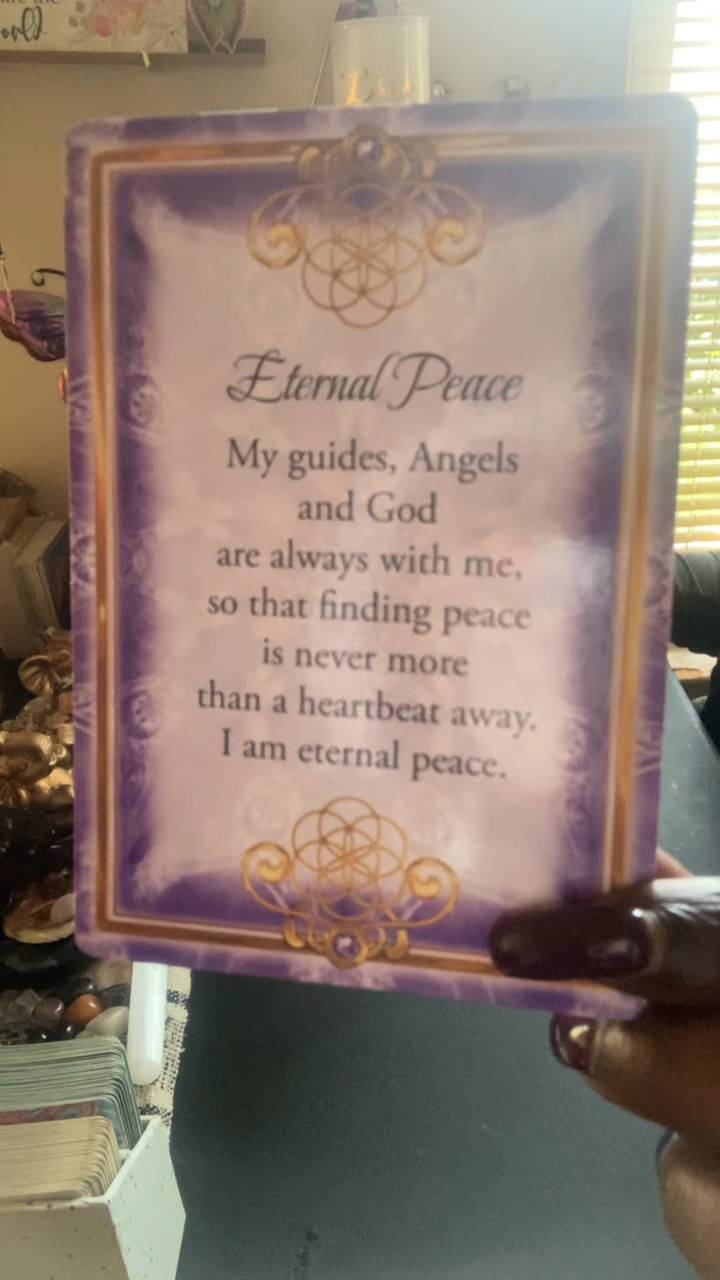 orld
Eternal Peace
My guides, Angels
and God
are always with me,
so that finding peace
is never more
than a heartbeat away.
I am eternal peace.